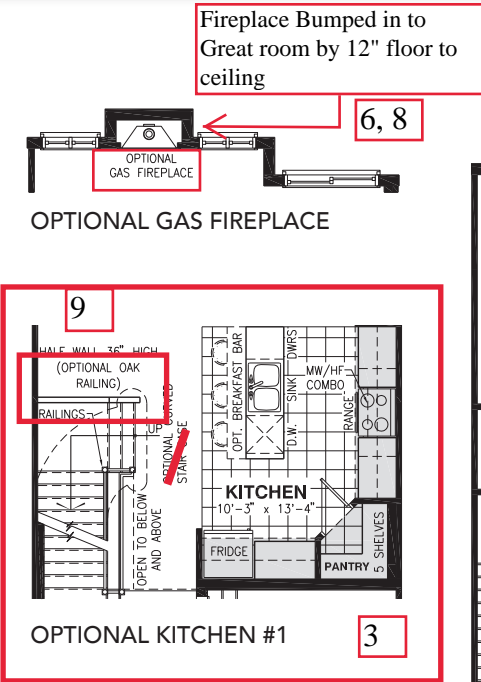 Fireplace Bumped in to
Great room by 12" floor to
ceiling
6, 8
OPTIONAL
GAS FIREPLACE
OPTIONAL GAS FIREPLACE
9
HALF WALL 36" HIGH
(OPTIONAL OAK
RAILING)
RAILINGS
UP
OPTIONAL CURVED
STAIRCASE
OPEN TO BELOW
AND ABOVE
OPT. BREAKFAST BAR
DWRS
SINK
D.W.
MW/HF
COMBO
RANGE
KITCHEN
10'-3" x 13'-4"
FRIDGE
PANTRY
5 SHELVES
OPTIONAL KITCHEN #1
3